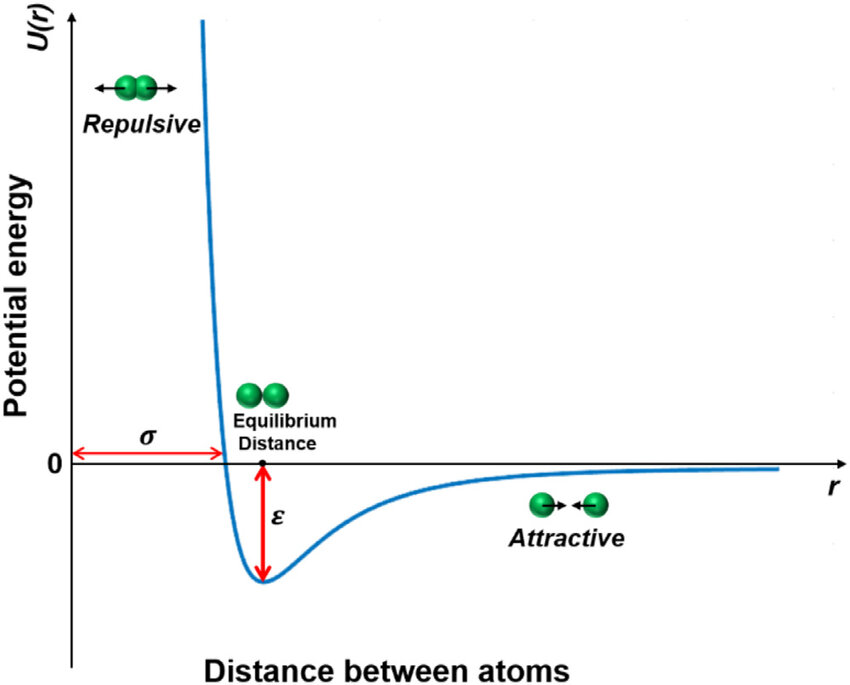 U(r)
Repulsive
Potential energy
Equilibrium
Distance
σ
0
ε
r
Attractive
Distance between atoms